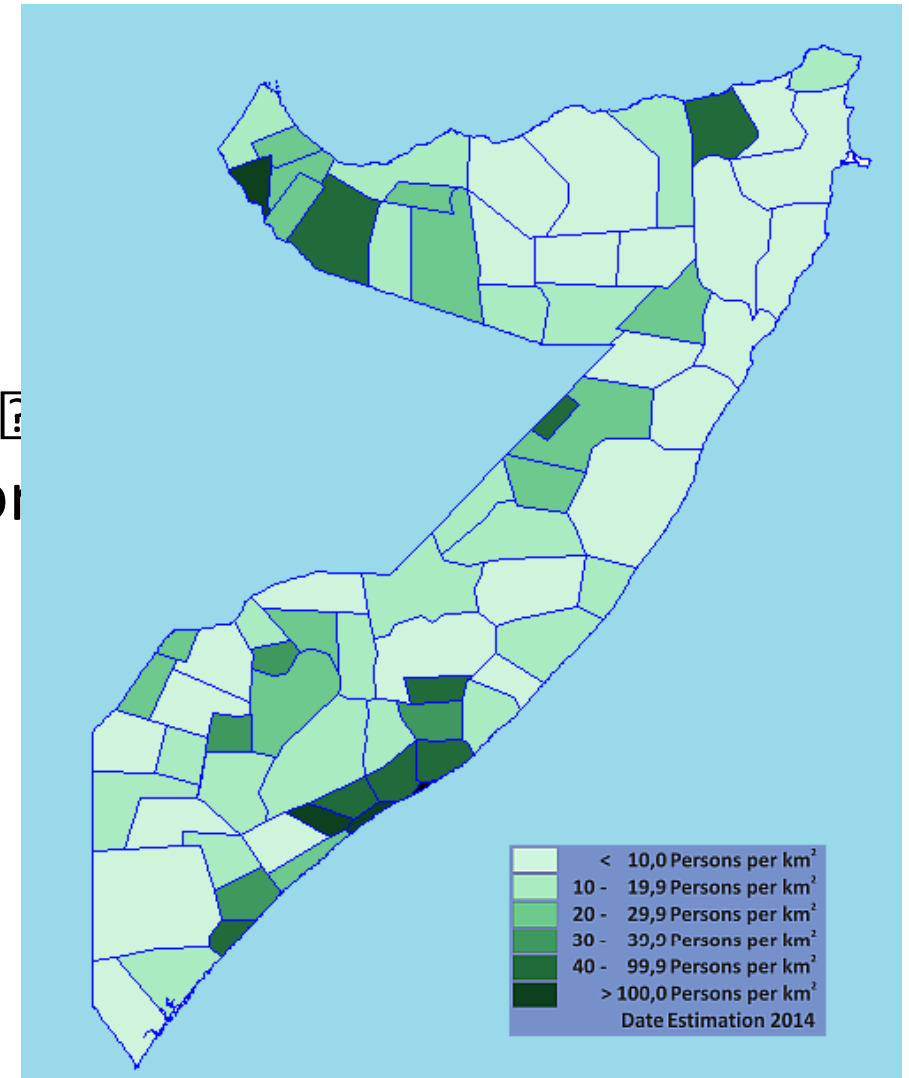 < 10,0 Persons per km²
10 - 19,9 Persons per km²
20 - 29,9 Persons per km²
30 - 39,9 Persons per km²
40 - 99,9 Persons per km²
> 100,0 Persons per km²
Date Estimation 2014